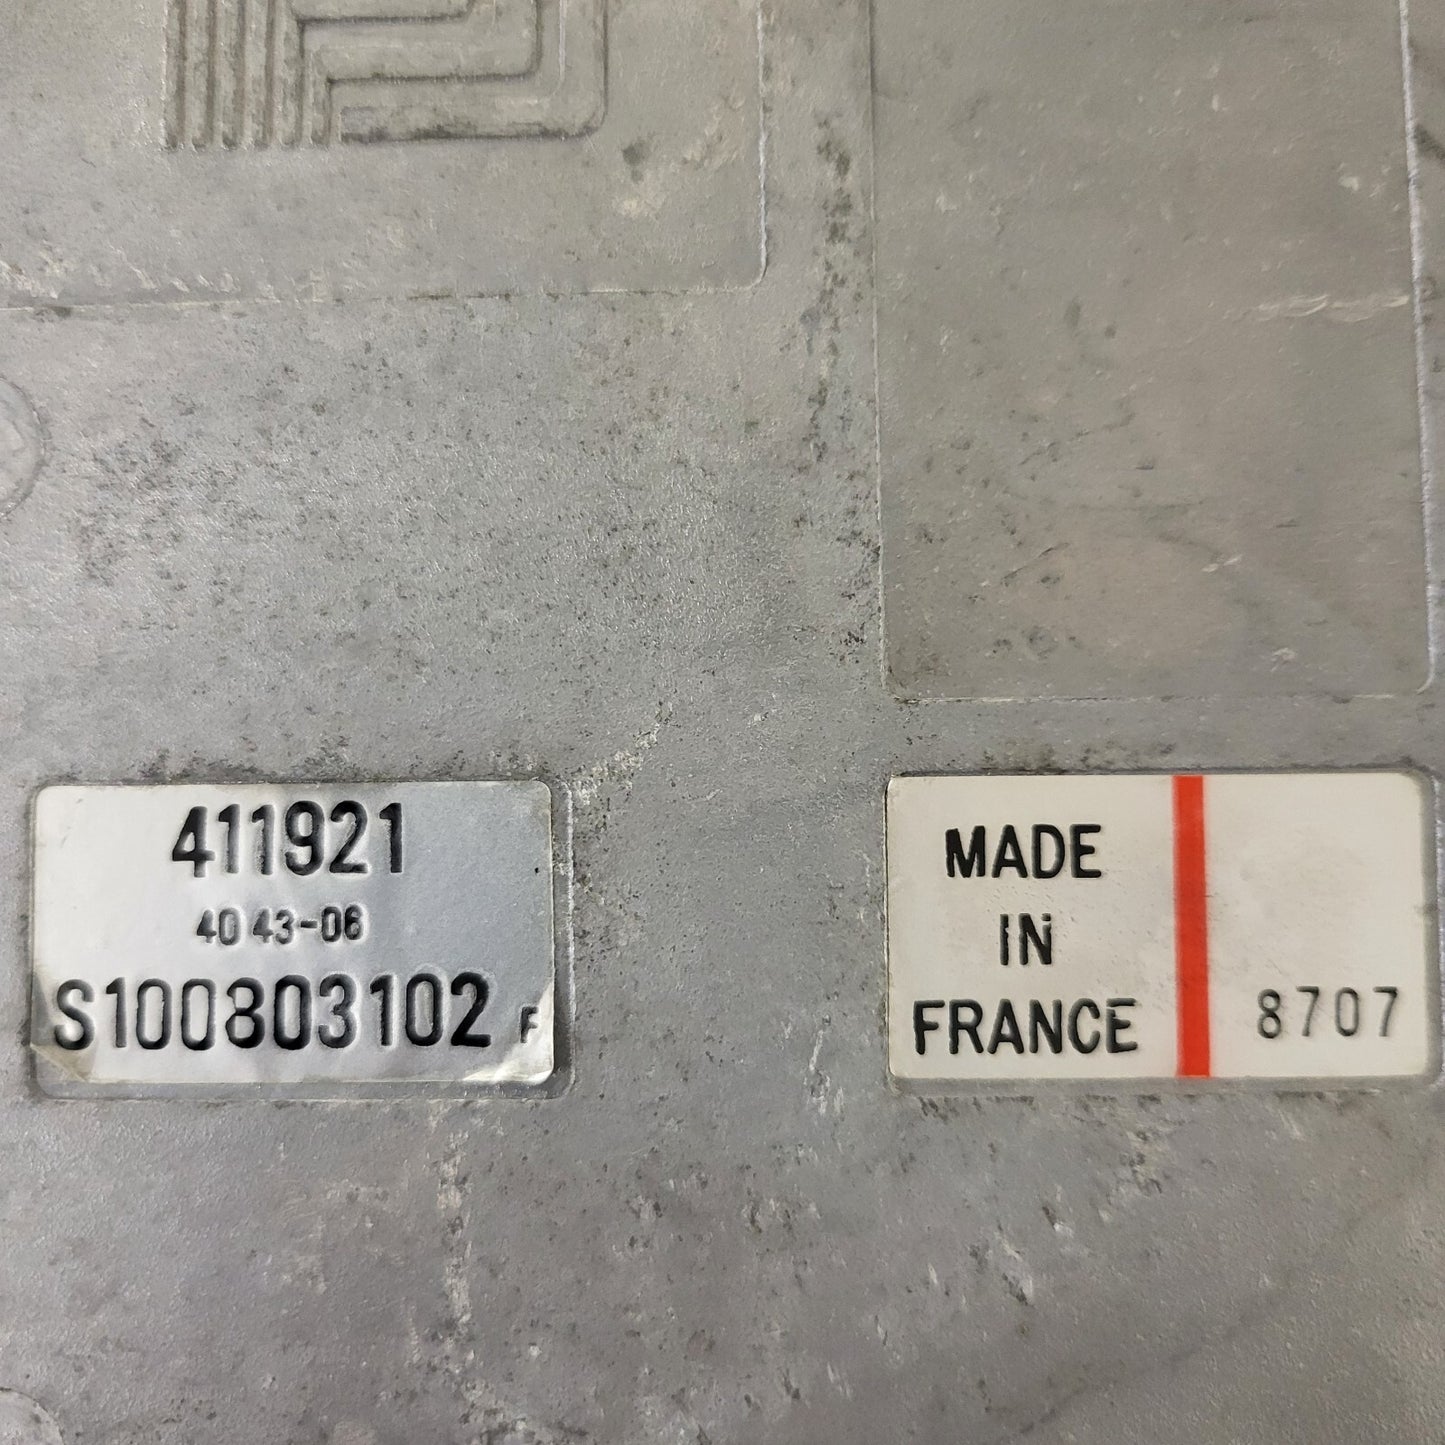 411921
4043-06
S100803102 F
MADE
IN
FRANCE
8707